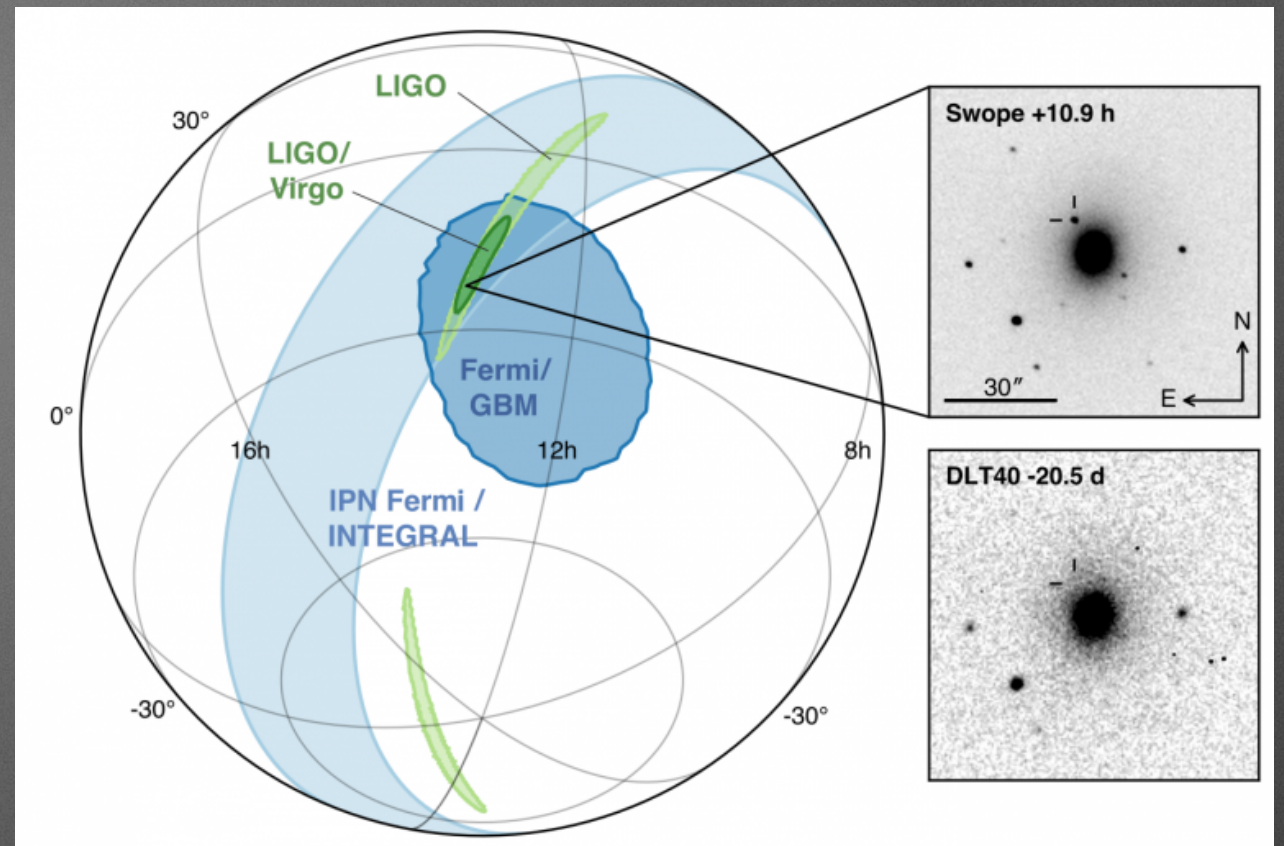 LIGO
30°
LIGO/
Virgo
0°
16h
12h
8h
Fermi/
GBM
IPN Fermi /
INTEGRAL
-30°
-30°
Swope +10.9 h
N
30″
E
DLT40 -20.5 d